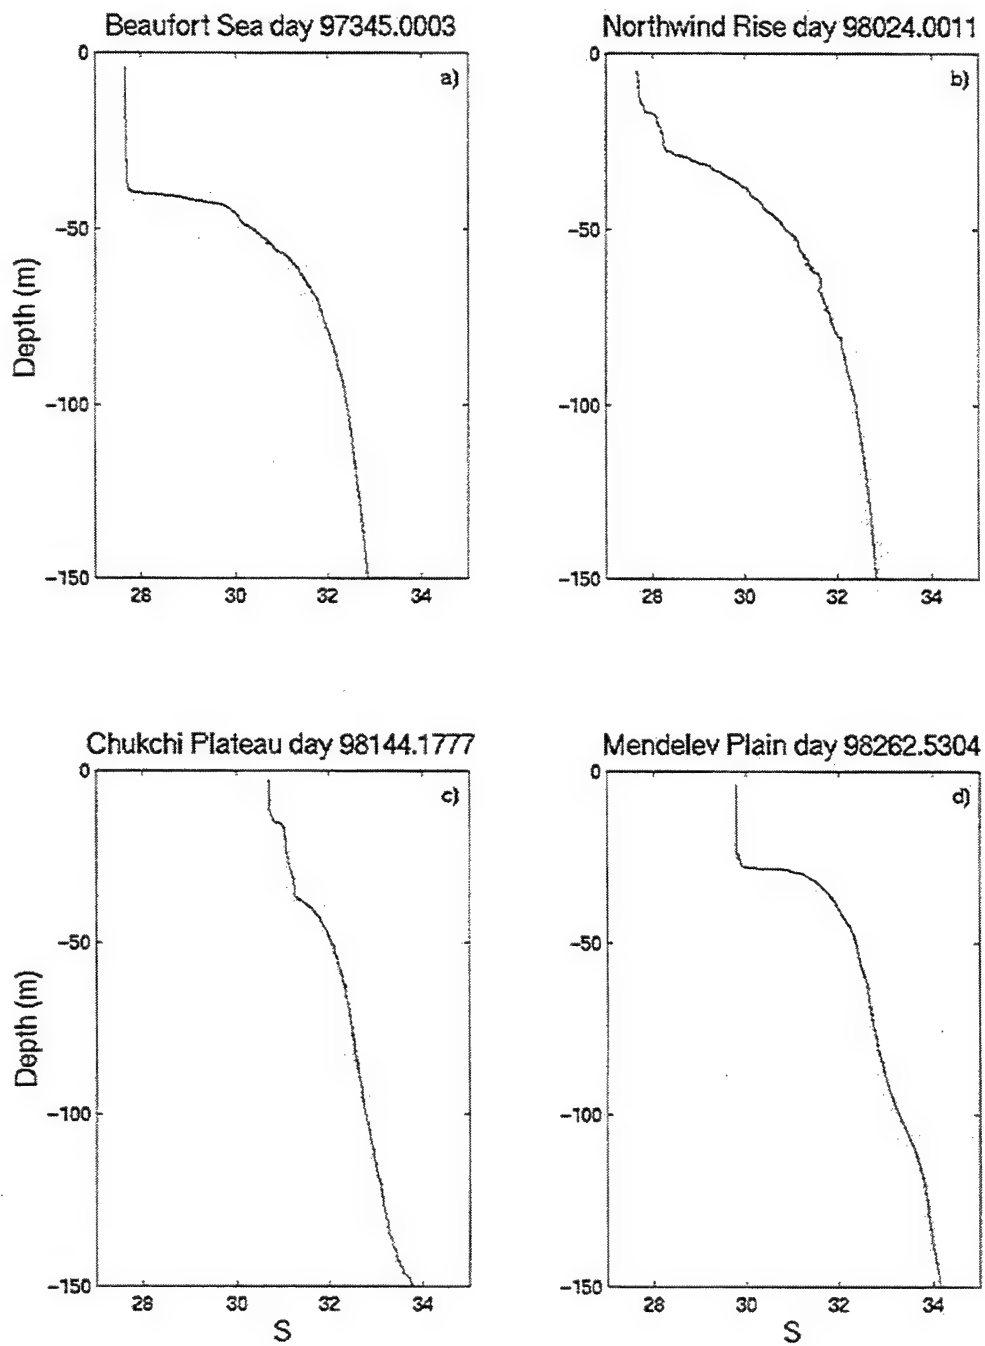 Beaufort Sea day 97345.0003
Northwind Rise day 98024.0011
0
a)
-50
-100
-150
Depth (m)
28 30 32 34
0
b)
-50
-100
-150
28 30 32 34
Chukchi Plateau day 98144.1777
Mendelev Plain day 98262.5304
0
c)
-50
-100
-150
Depth (m)
28 30 32 34
S
0
d)
-50
-100
-150
28 30 32 34
S